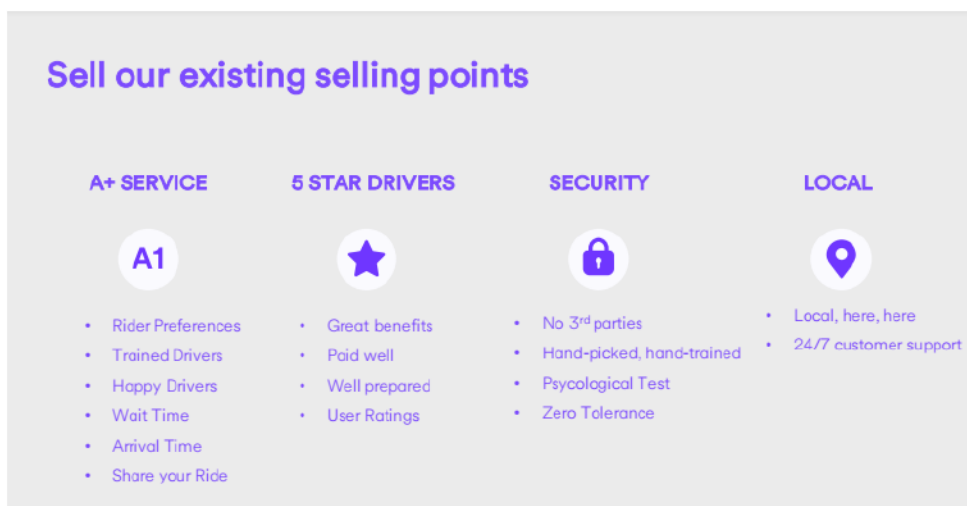 Sell our existing selling points
A+ SERVICE
A1
• Rider Preferences
• Trained Drivers
• Happy Drivers
• Wait Time
• Arrival Time
• Share your Ride
5 STAR DRIVERS
• Great benefits
• Paid well
• Well prepared
• User Ratings
SECURITY
• No 3rd parties
• Hand-picked, hand-trained
• Psycological Test
• Zero Tolerance
LOCAL
• Local, here, here
• 24/7 customer support